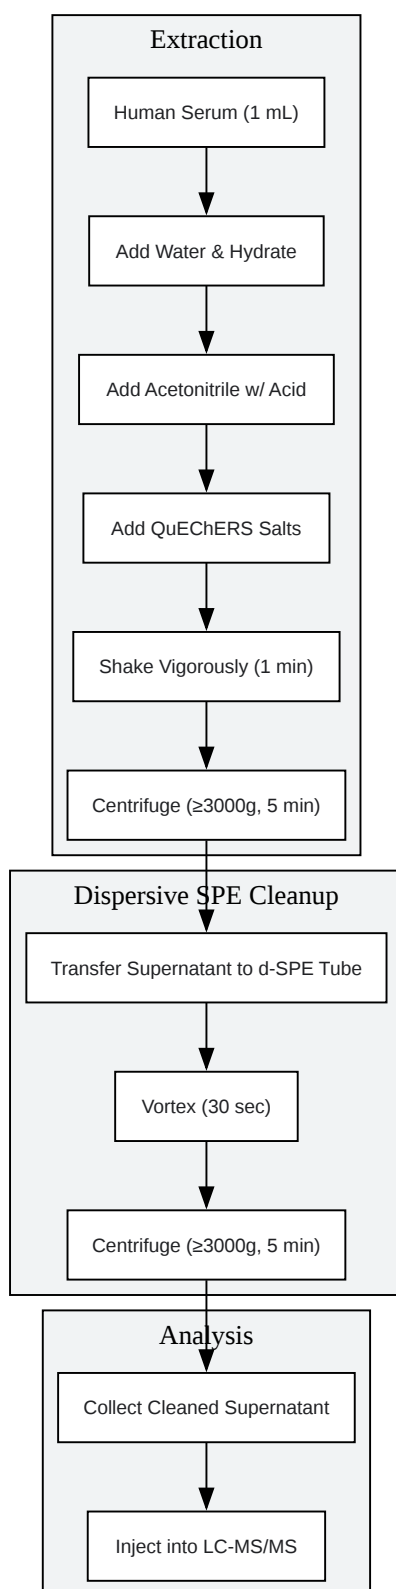 Extraction
Human Serum (1 mL)
Add Water & Hydrate
Add Acetonitrile w/ Acid
Add QuEChERS Salts
Shake Vigorously (1 min)
Centrifuge (≥3000g, 5 min)
Dispersive SPE Cleanup
Transfer Supernatant to d-SPE Tube
Vortex (30 sec)
Centrifuge (≥3000g, 5 min)
Analysis
Collect Cleaned Supernatant
Inject into LC-MS/MS